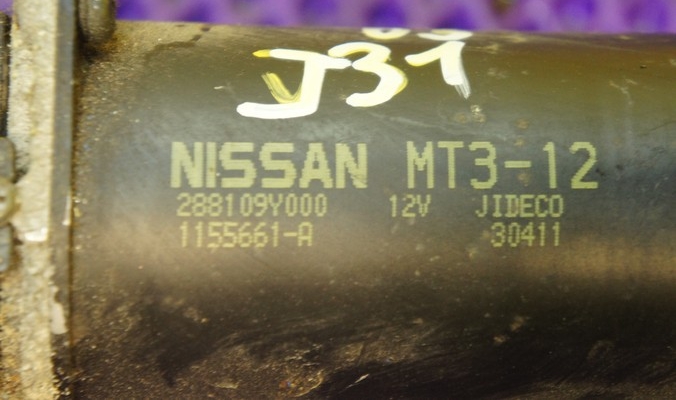 J31
NISSAN MT3-12
288109Y000 12V JIDECO
1155661-A 30411